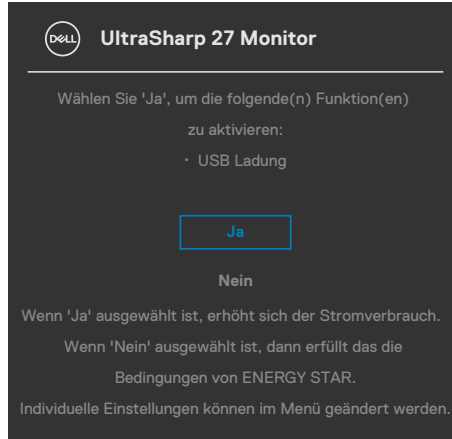 DELL UltraSharp 27 Monitor
Wählen Sie 'Ja', um die folgende(n) Funktion(en)
zu aktivieren:
· USB Ladung
Ja
Nein
Wenn 'Ja' ausgewählt ist, erhöht sich der Stromverbrauch.
Wenn 'Nein' ausgewählt ist, dann erfüllt das die
Bedingungen von ENERGY STAR.
Individuelle Einstellungen können im Menü geändert werden.